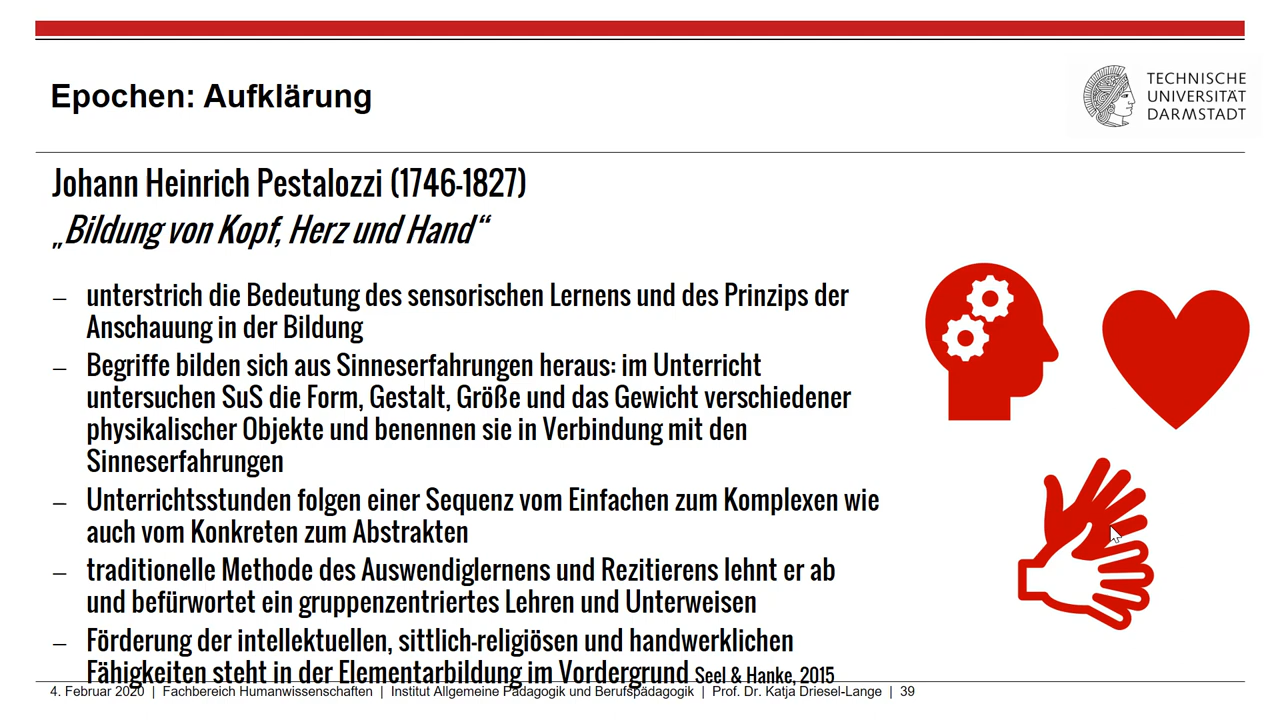 Epochen: Aufklärung
TECHNISCHE
UNIVERSITÄT
DARMSTADT
Johann Heinrich Pestalozzi (1746-1827)
„Bildung von Kopf, Herz und Hand“
– unterstrich die Bedeutung des sensorischen Lernens und des Prinzips der
Anschauung in der Bildung
– Begriffe bilden sich aus Sinneserfahrungen heraus: im Unterricht
untersuchen SuS die Form, Gestalt, Größe und das Gewicht verschiedener
physikalischer Objekte und benennen sie in Verbindung mit den
Sinneserfahrungen
– Unterrichtsstunden folgen einer Sequenz vom Einfachen zum Komplexen wie
auch vom Konkreten zum Abstrakten
– traditionelle Methode des Auswendiglernens und Rezitierens lehnt er ab
und befürwortet ein gruppenzentriertes Lehren und Unterweisen
– Förderung der intellektuellen, sittlich-religiösen und handwerklichen
Fähigkeiten steht in der Elementarbildung im Vordergrund Seel & Hanke, 2015
4. Februar 2020 | Fachbereich Humanwissenschaften | Institut Allgemeine Pädagogik und Berufspädagogik | Prof. Dr. Katja Driesel-Lange | 39